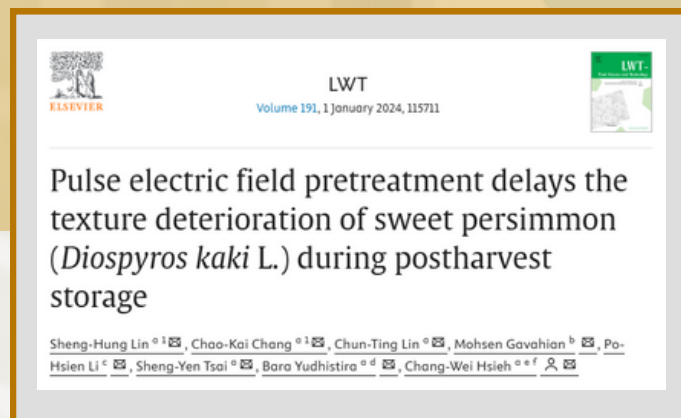 LWT
LWT-
ELSEVIER
Volume 191, 1 January 2024, 115711
Pulse electric field pretreatment delays the
texture deterioration of sweet persimmon
(Diospyros kaki L.) during postharvest
storage
Sheng-Hung Lin a 1, Chao-Kai Chang a 1, Chun-Ting Lin a, Mohsen Gavahian b, Po-
Hsien Li c, Sheng-Yen Tsai a, Bara Yudhistira a d, Chang-Wei Hsieh a e f